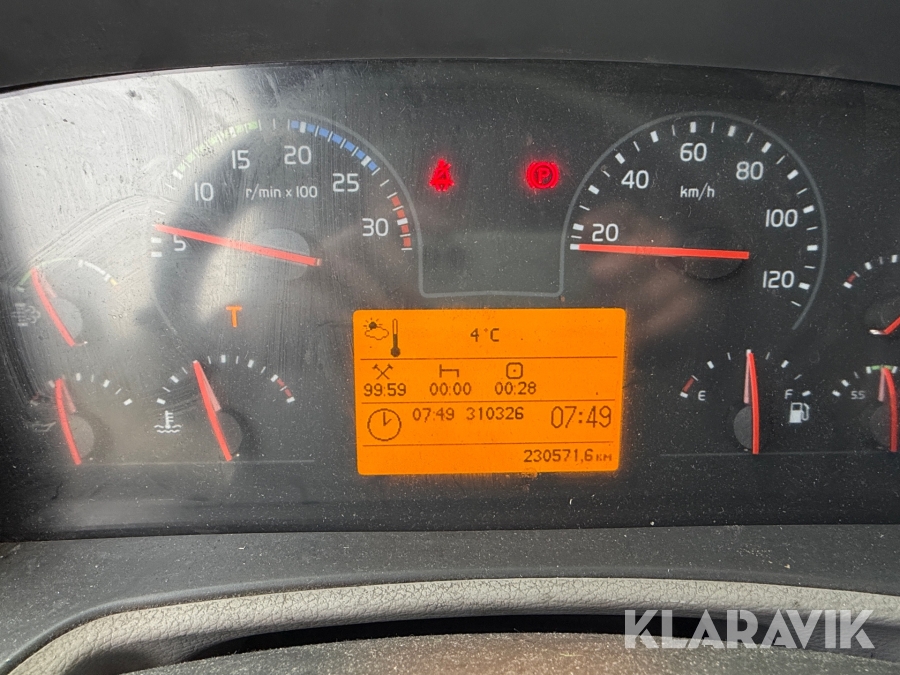 5 10 15 20 25 30
r/min x 100
P
20 40 60 80 100 120
km/h
T
4°C
99:59 00:00 00:28
07:49 310326 07:49
230571,6 KM
E F
SS
KLARAVIK